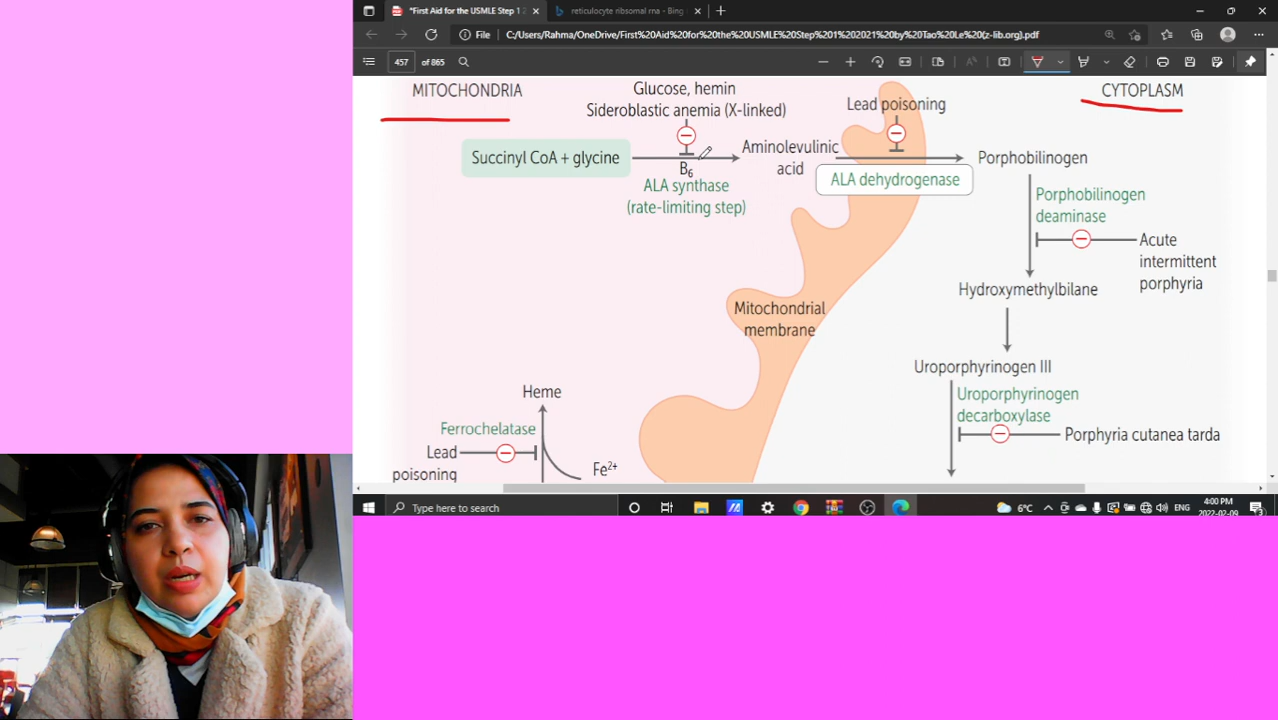 *First Aid for the USMLE Step 1 2
reticulocyte ribsomal rna - Bing
File
C:/Users/Rahma/OneDrive/First%20Aid%20for%20the%20USMLE%20Step%201%202021%20by%20Tao%20Le%20(z-lib.org).pdf
457 of 865
MITOCHONDRIA
CYTOPLASM
Glucose, hemin
Sideroblastic anemia (X-linked)
Lead poisoning
Succinyl CoA + glycine
B6
ALA synthase
(rate-limiting step)
Aminolevulinic
acid
ALA dehydrogenase
Porphobilinogen
Porphobilinogen
deaminase
Acute
intermittent
porphyria
Hydroxymethylbilane
Mitochondrial
membrane
Uroporphyrinogen III
Uroporphyrinogen
decarboxylase
Porphyria cutanea tarda
Heme
Ferrochelatase
Lead
poisoning
Fe2+
Type here to search
6°C
ENG
4:00 PM
2022-02-09